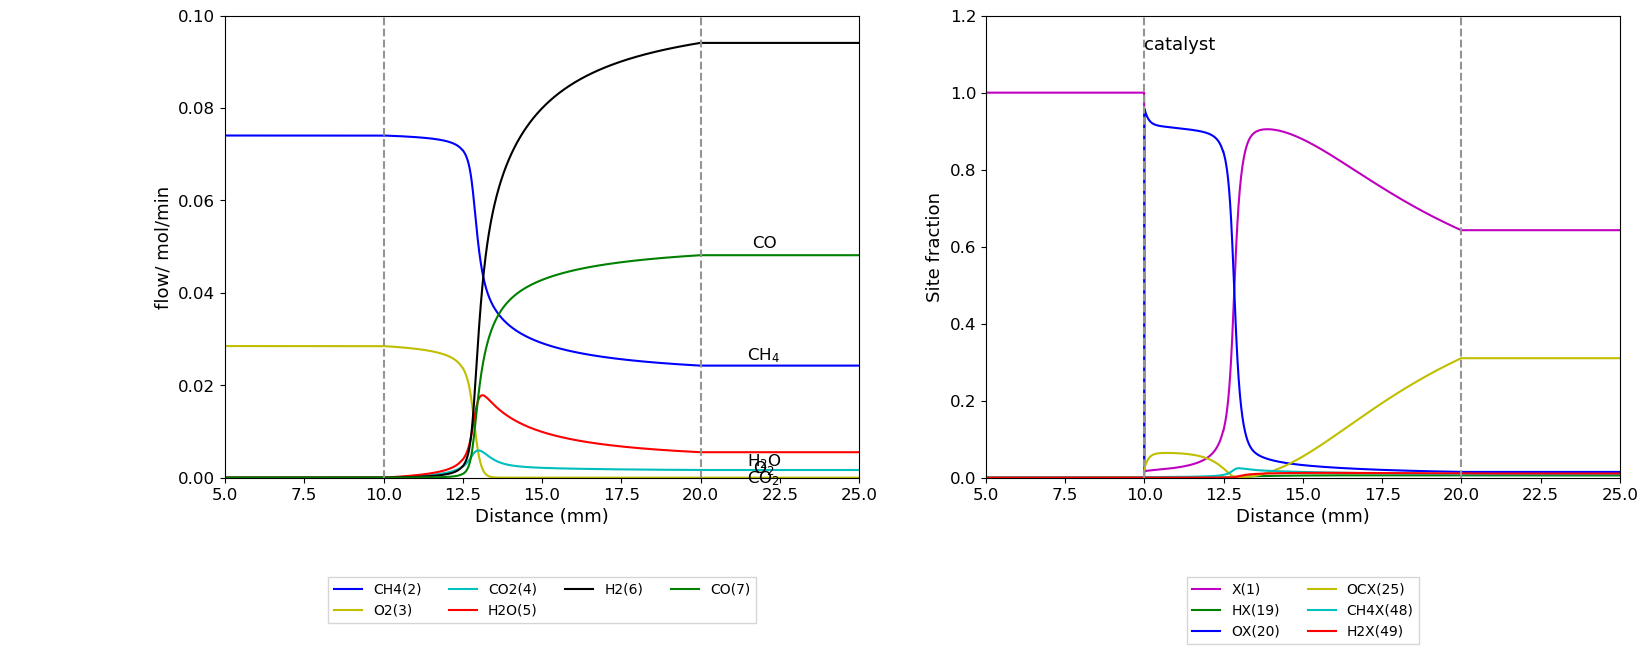 0.10
0.08
0.06
0.04
0.02
0.00
flow/ mol/min
CO
CH₄
H₂O
O₂
CO₂
5.0 7.5 10.0 12.5 15.0 17.5 20.0 22.5 25.0
Distance (mm)
CH4(2) CO2(4) H2(6) CO(7)
O2(3) H2O(5)
1.2
1.0
0.8
0.6
0.4
0.2
0.0
Site fraction
catalyst
5.0 7.5 10.0 12.5 15.0 17.5 20.0 22.5 25.0
Distance (mm)
X(1) OCX(25)
HX(19) CH4X(48)
OX(20) H2X(49)